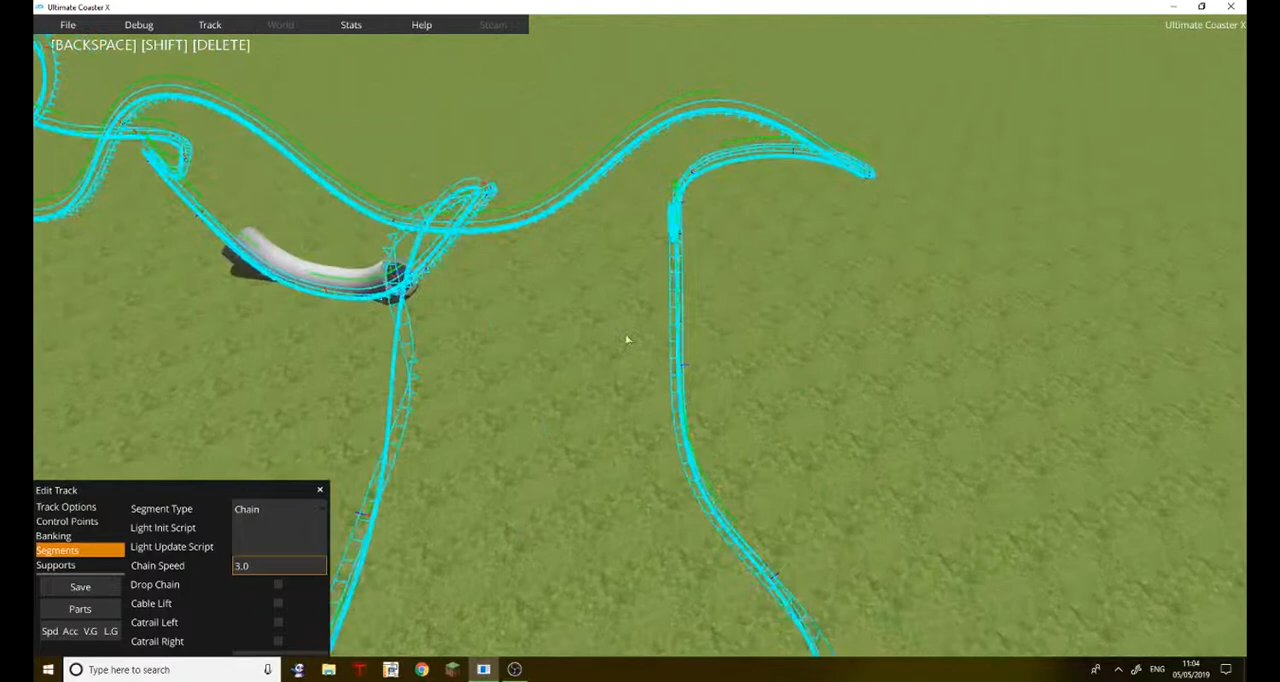 Ultimate Coaster X
File Debug Track World Stats Help Steam Ultimate Coaster X
[BACKSPACE] [SHIFT] [DELETE]
Edit Track
Track Options
Control Points
Banking
Segments
Supports
Save
Parts
Spd Acc V.G L.G
Segment Type Chain
Light Init Script
Light Update Script
Chain Speed 3.0
Drop Chain
Cable Lift
Catrail Left
Catrail Right
Type here to search
ENG
11:04
05/05/2019